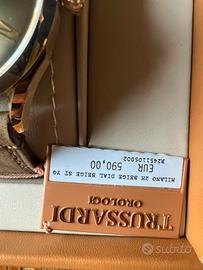 MILANO 2H BEIGE DIAL BEIGE ST YG
R2451105002
EUR 590,00
TRUSSARDI
OROLOGI
subito